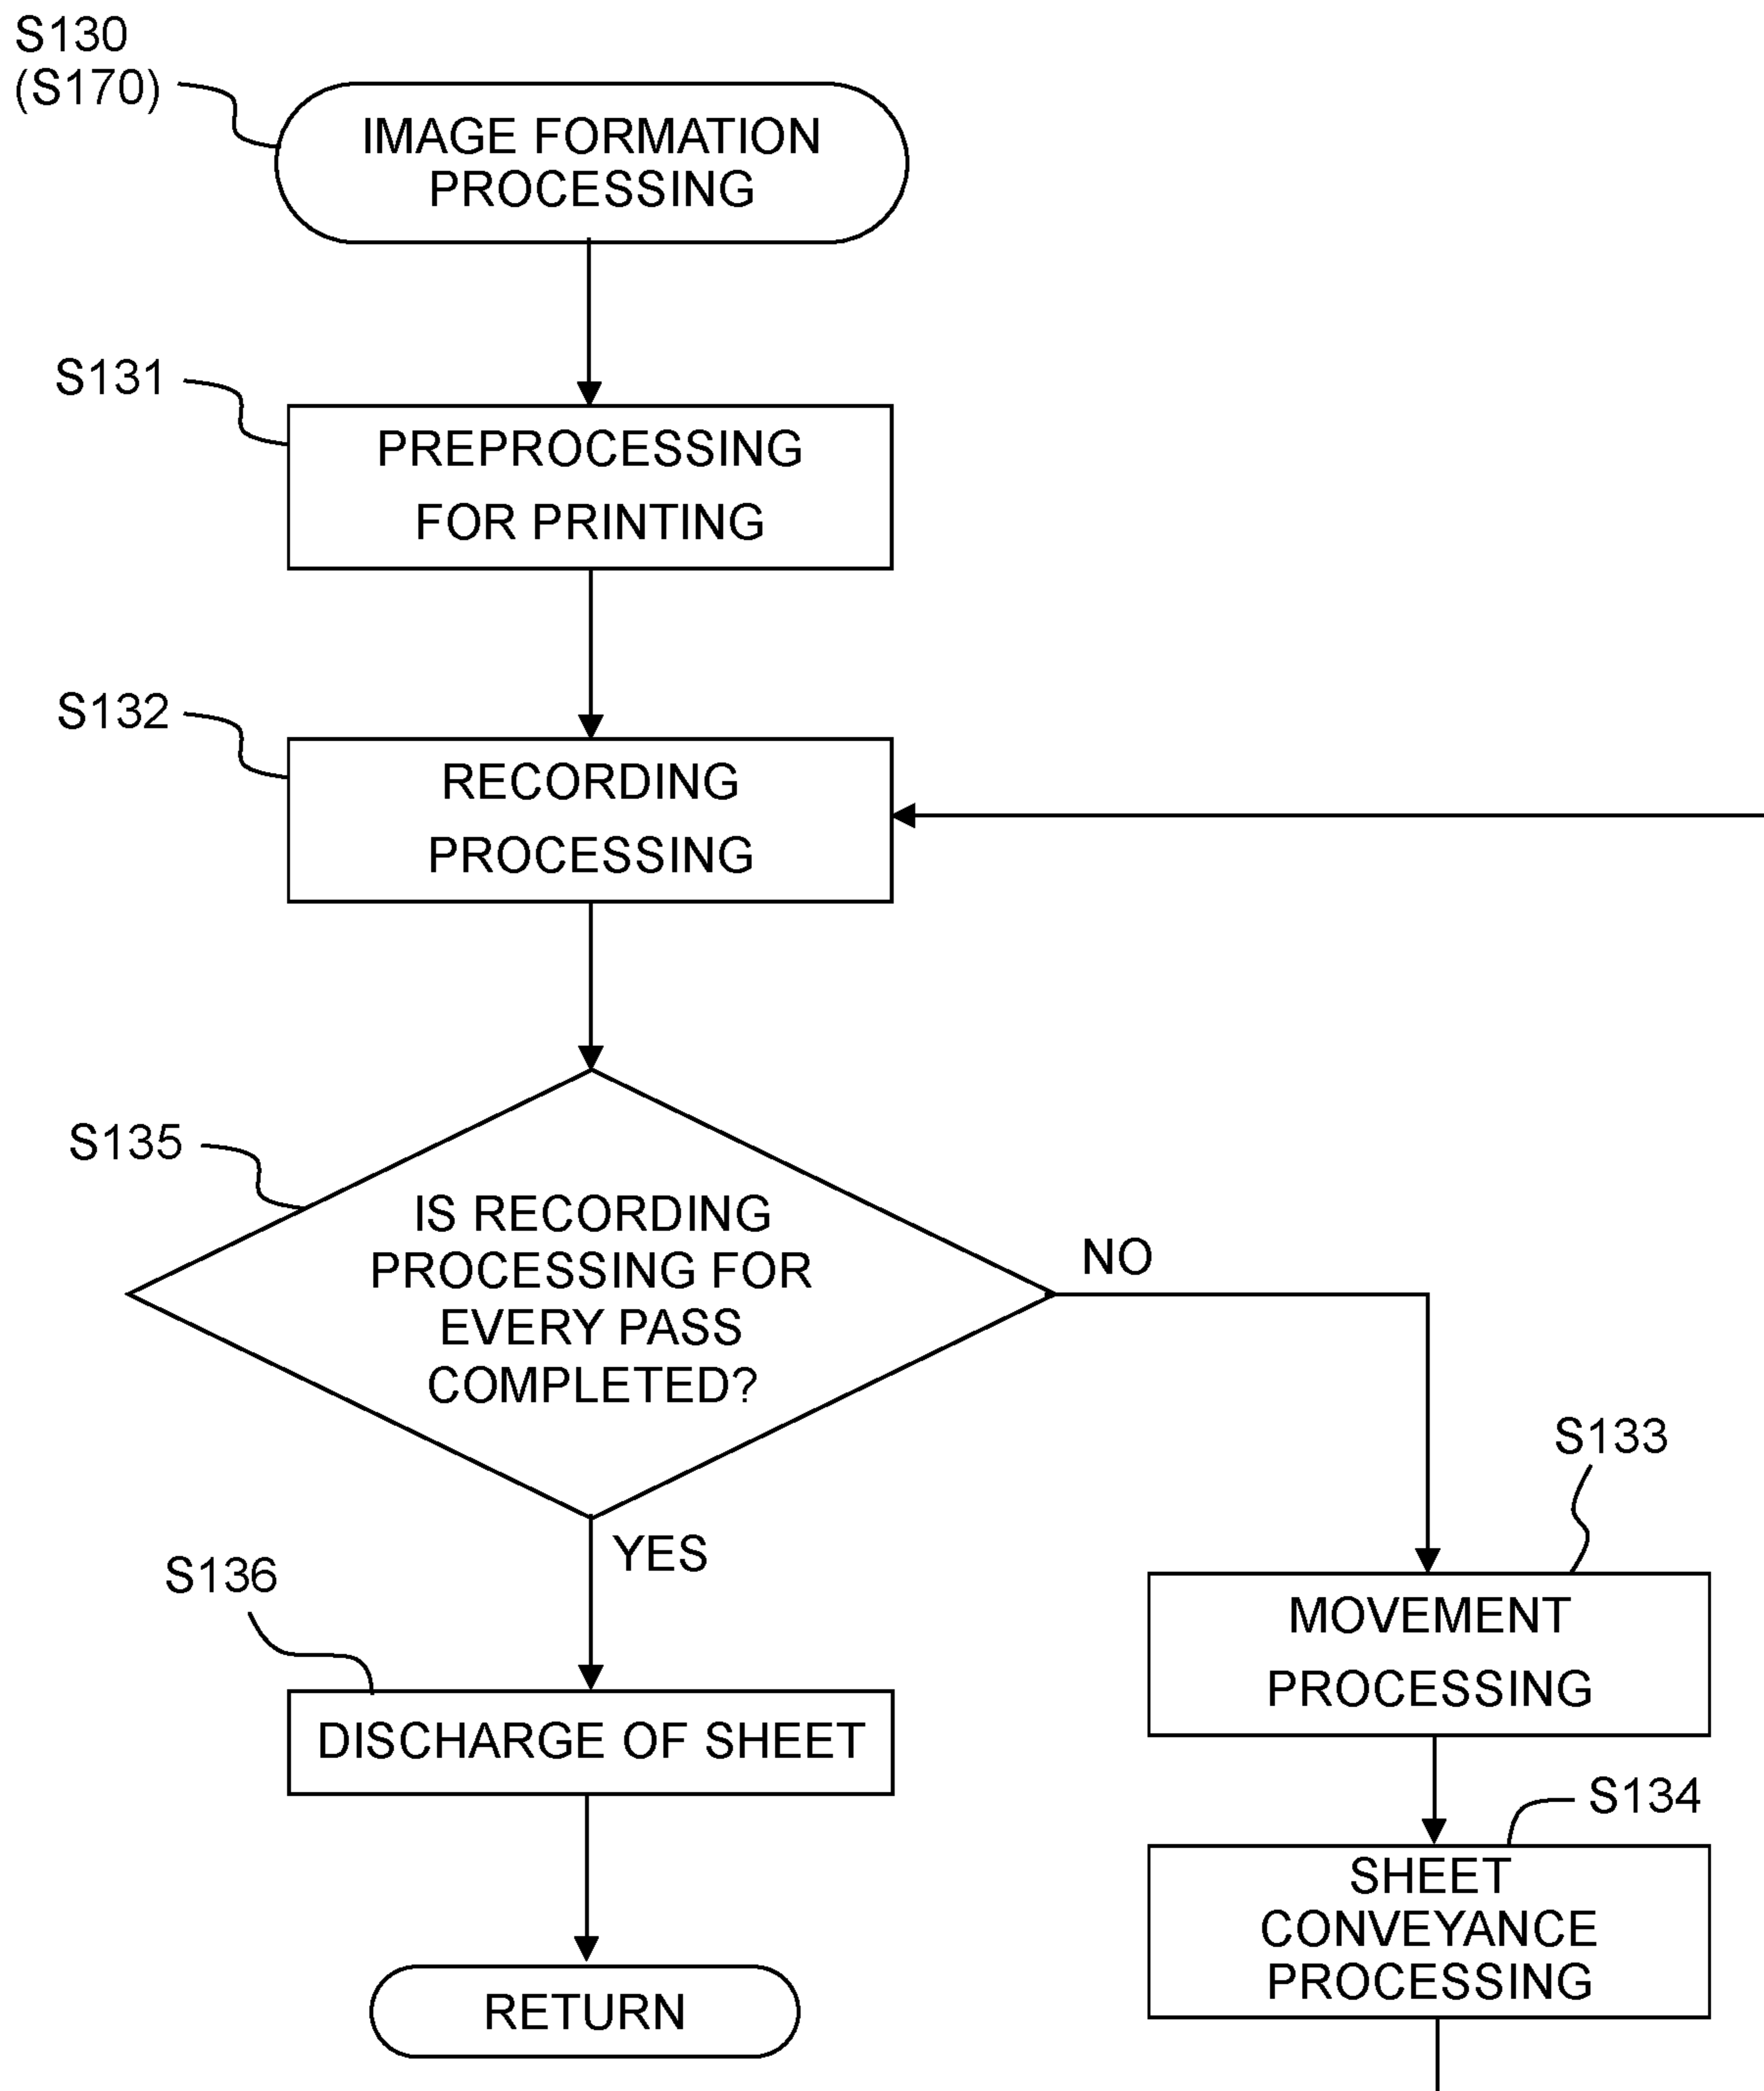 S130
(S170)
IMAGE FORMATION
PROCESSING
S131
PREPROCESSING
FOR PRINTING
S132
RECORDING
PROCESSING
S135
IS RECORDING
PROCESSING FOR
EVERY PASS
COMPLETED?
NO
YES
S133
MOVEMENT
PROCESSING
S136
DISCHARGE OF SHEET
S134
SHEET
CONVEYANCE
PROCESSING
RETURN